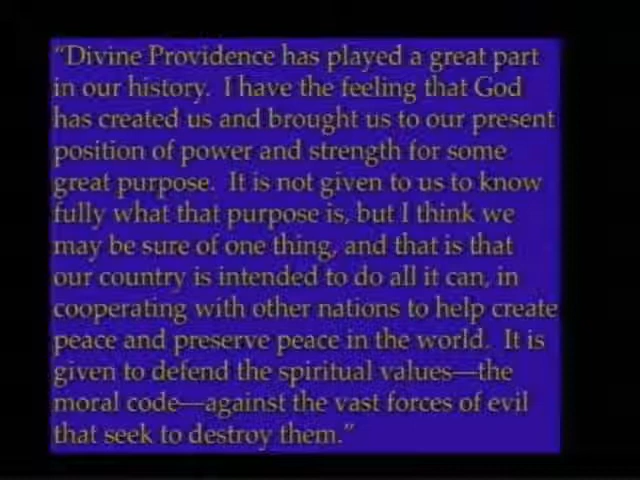 “Divine Providence has played a great part
in our history.  I have the feeling that God
has created us and brought us to our present
position of power and strength for some
great purpose.  It is not given to us to know
fully what that purpose is, but I think we
may be sure of one thing, and that is that
our country is intended to do all it can, in
cooperating with other nations to help create
peace and preserve peace in the world.  It is
given to defend the spiritual values—the
moral code—against the vast forces of evil
that seek to destroy them.”